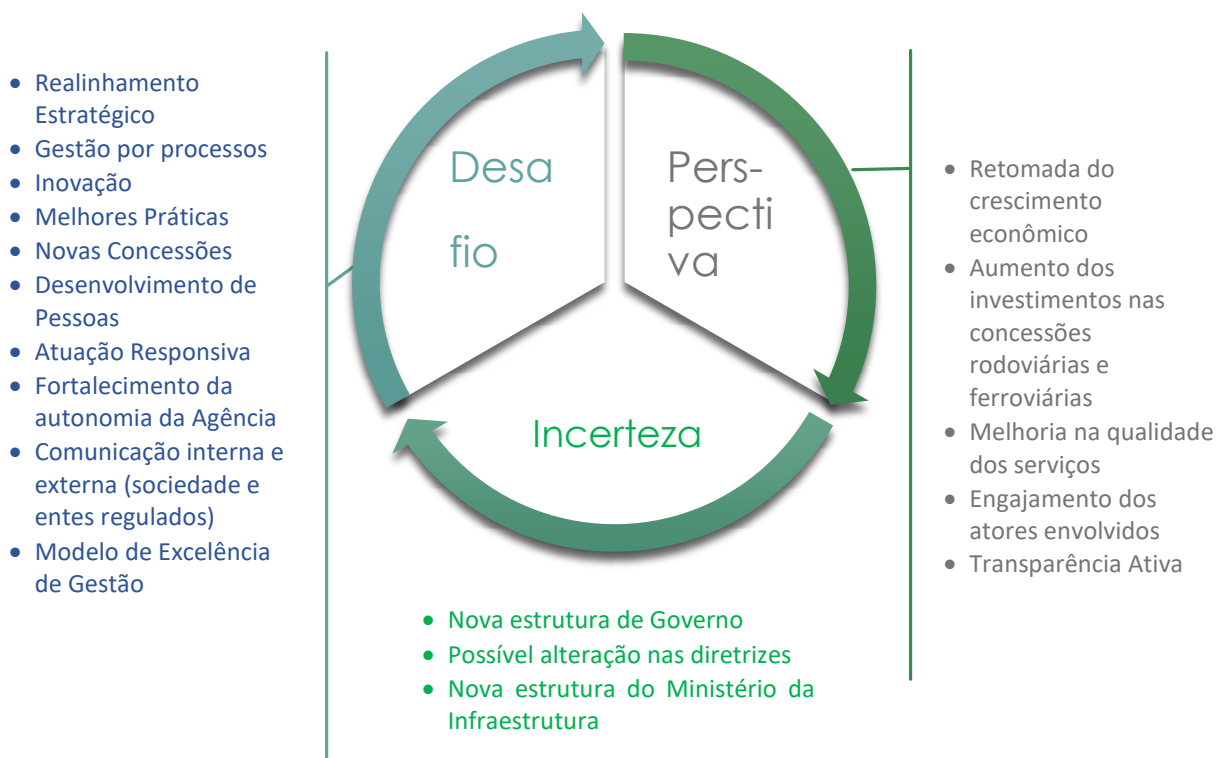 • Realinhamento
Estratégico
• Gestão por processos
• Inovação
• Melhores Práticas
• Novas Concessões
• Desenvolvimento de
Pessoas
• Atuação Responsiva
• Fortalecimento da
autonomia da Agência
• Comunicação interna e
externa (sociedade e
entes regulados)
• Modelo de Excelência
de Gestão
Desa
fio
Pers-
pecti
va
Incerteza
• Retomada do
crescimento
econômico
• Aumento dos
investimentos nas
concessões
rodoviárias e
ferroviárias
• Melhoria na qualidade
dos serviços
• Engajamento dos
atores envolvidos
• Transparência Ativa
• Nova estrutura de Governo
• Possível alteração nas diretrizes
• Nova estrutura do Ministério da
Infraestrutura